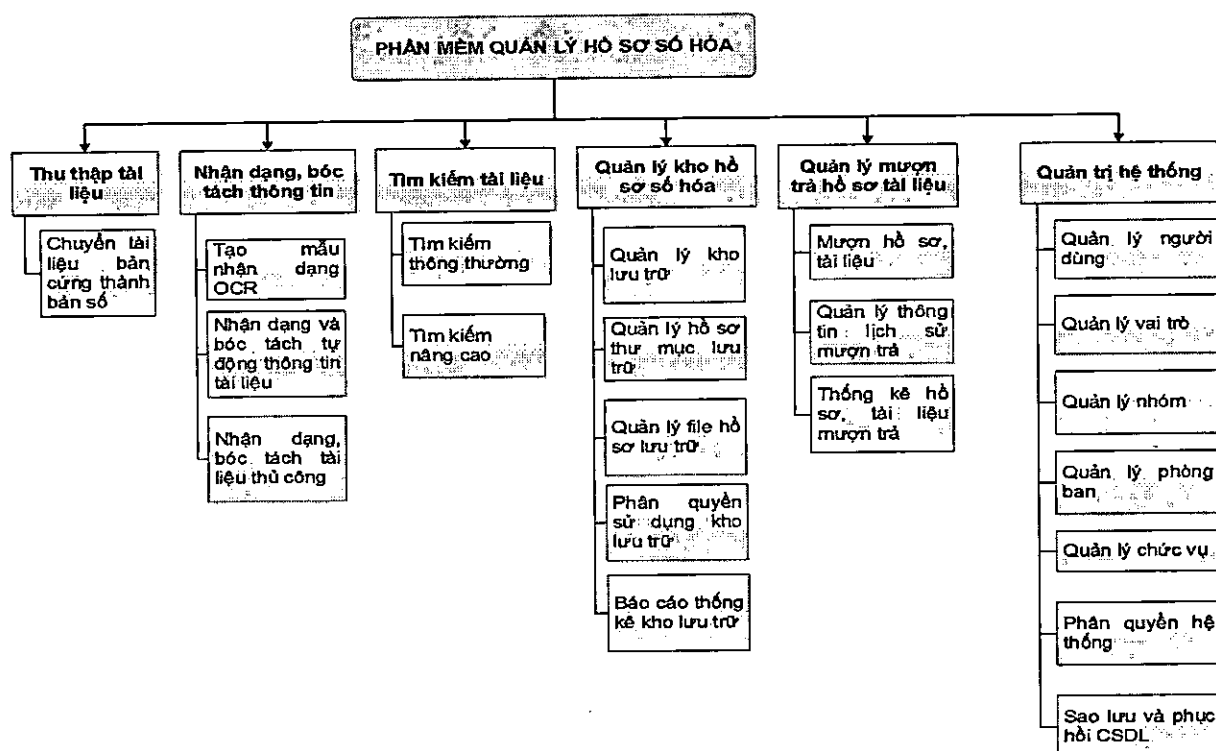 PHẦN MỀM QUẢN LÝ HỒ SƠ SỐ HÓA
Thu thập tài
liệu
Chuyển tài
liệu bản
cứng thành
bản số
Nhận dạng, bóc
tách thông tin
Tạo mẫu
nhận dạng
OCR
Nhận dạng và
bóc tách tự
động thông tin
tài liệu
Nhận dạng,
bóc tách tài
liệu thủ công
Tìm kiếm tài liệu
Tìm kiếm
thông thường
Tìm kiếm
nâng cao
Quản lý kho hồ
sơ số hóa
Quản lý kho
lưu trữ
Quản lý hồ sơ
thư mục lưu
trữ
Quản lý file hồ
sơ lưu trữ
Phân quyền
sử dụng kho
lưu trữ
Báo cáo thống
kê kho lưu trữ
Quản lý mượn
trả hồ sơ tài liệu
Mượn hồ sơ,
tài liệu
Quản lý thông
tin lịch sử
mượn trả
Thống kê hồ
sơ, tài liệu
mượn trả
Quản trị hệ thống
Quản lý người
dùng
Quản lý vai trò
Quản lý nhóm
Quản lý phòng
ban
Quản lý chức vụ
Phân quyền hệ
thống
Sao lưu và phục
hồi CSDL